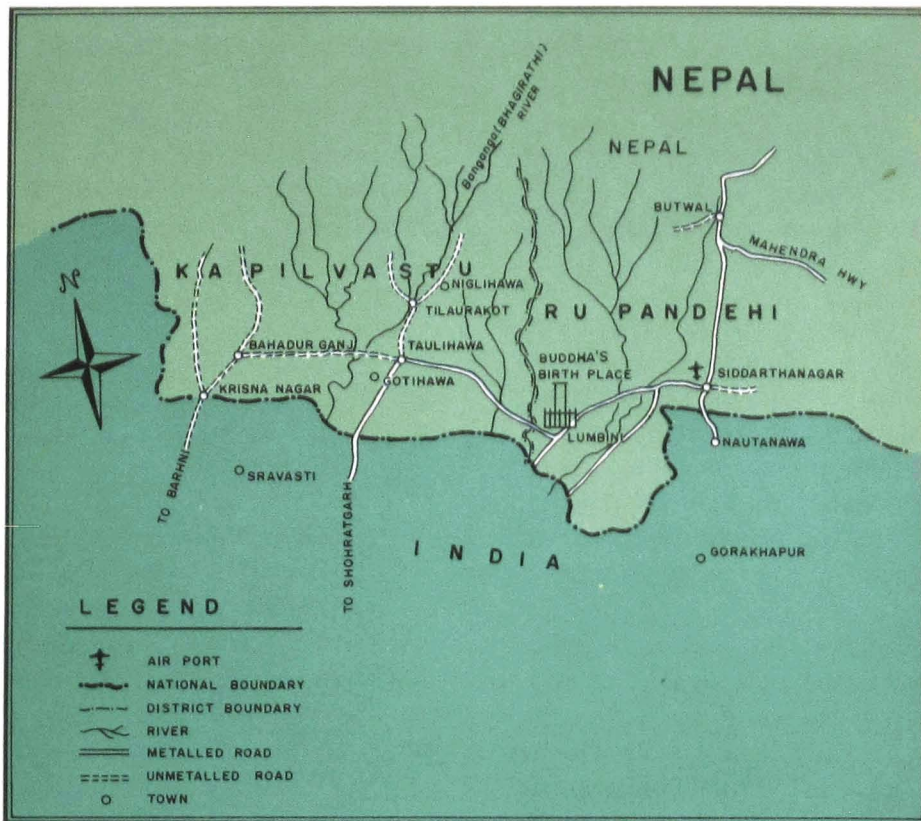 NEPAL
Banganga (BHAGIRATHI)
RIVER
NEPAL
BUTWAL
MAHENDRA HWY
N
KAPILVASTU
NIGLIHAWA
TILAURAKOT
RUPANDEHI
BAHADUR GANJ
TAULIHAWA
BUDDHA'S
BIRTH PLACE
SIDDARTHANAGAR
GOTIHAWA
KRISNA NAGAR
LUMBINI
NAUTANAWA
SRAVASTI
TO BARHNI
TO SHOHRATGARH
INDIA
GORAKHAPUR
LEGEND
AIR PORT
NATIONAL BOUNDARY
DISTRICT BOUNDARY
RIVER
METALLED ROAD
UNMETALLED ROAD
TOWN